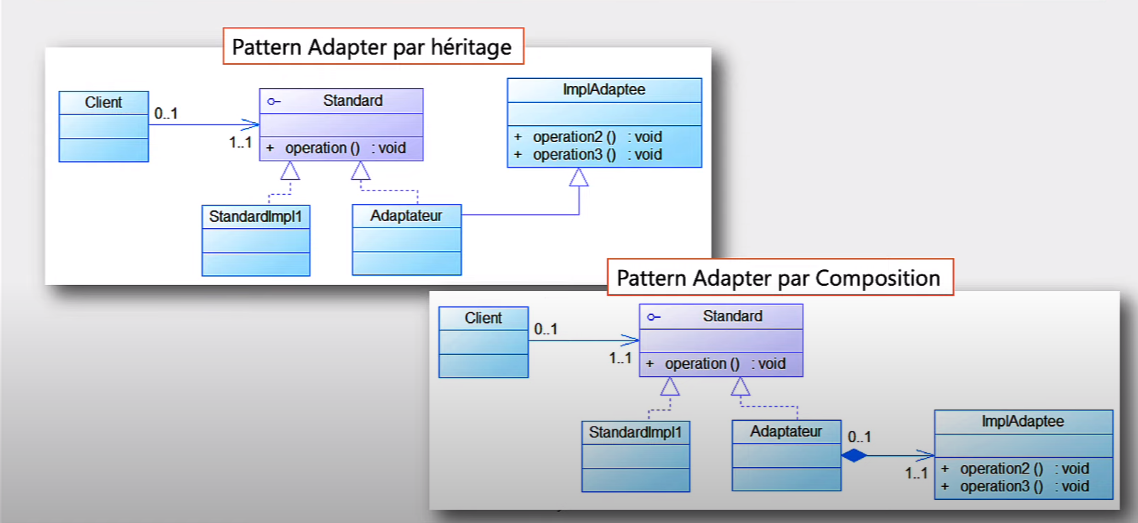 Pattern Adapter par héritage
Client
0..1
1..1
Standard
+ operation () : void
ImplAdaptee
+ operation2 () : void
+ operation3 () : void
StandardImpl1
Adaptateur
Pattern Adapter par Composition
Client
0..1
1..1
Standard
+ operation () : void
StandardImpl1
Adaptateur
0..1
1..1
ImplAdaptee
+ operation2 () : void
+ operation3 () : void